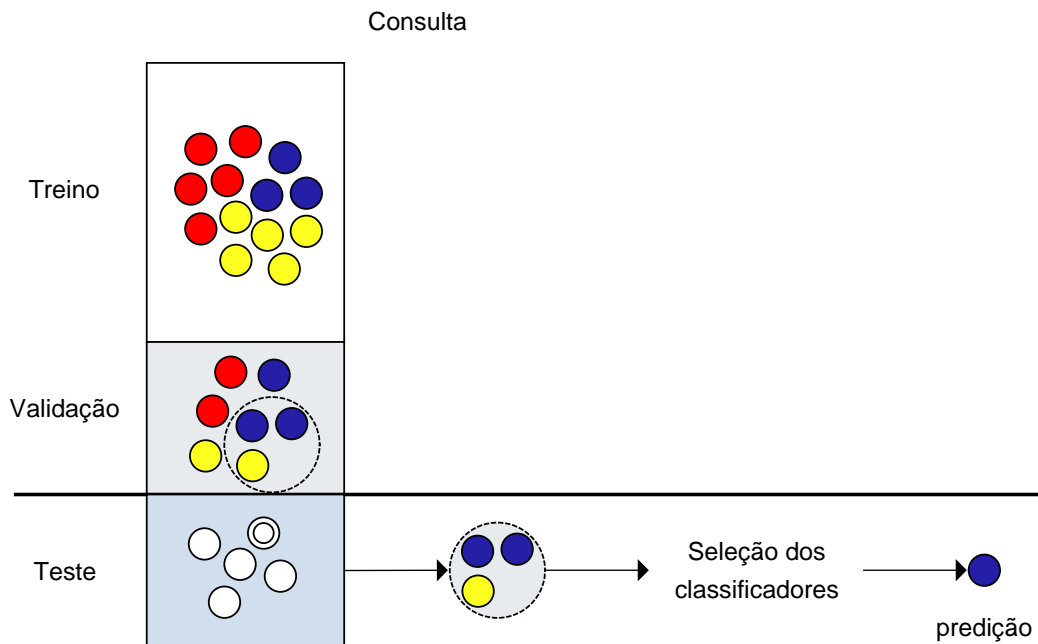 Consulta
Treino
Validação
Teste
Seleção dos
classificadores
predição